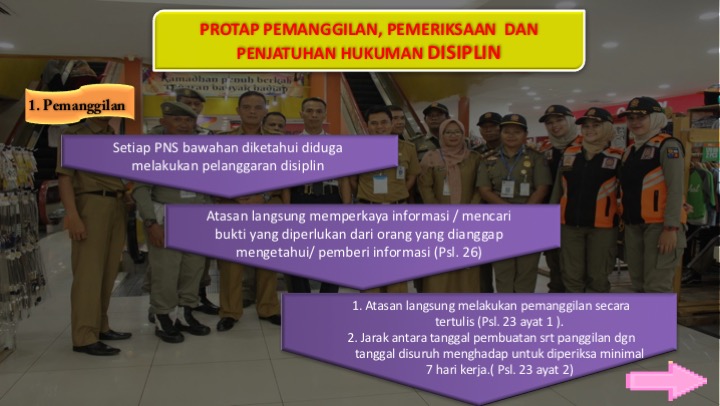 PROTAP PEMANGGILAN, PEMERIKSAAN DAN
PENJATUHAN HUKUMAN DISIPLIN
Ramadhan penuh berkah
1. Pemanggilan
Setiap PNS bawahan diketahui diduga
melakukan pelanggaran disiplin
Atasan langsung memperkaya informasi / mencari
bukti yang diperlukan dari orang yang dianggap
mengetahui/ pemberi informasi (Psl. 26)
1. Atasan langsung melakukan pemanggilan secara
tertulis (Psl. 23 ayat 1 ).
2. Jarak antara tanggal pembuatan srt panggilan dgn
tanggal disuruh menghadap untuk diperiksa minimal
7 hari kerja.( Psl. 23 ayat 2)